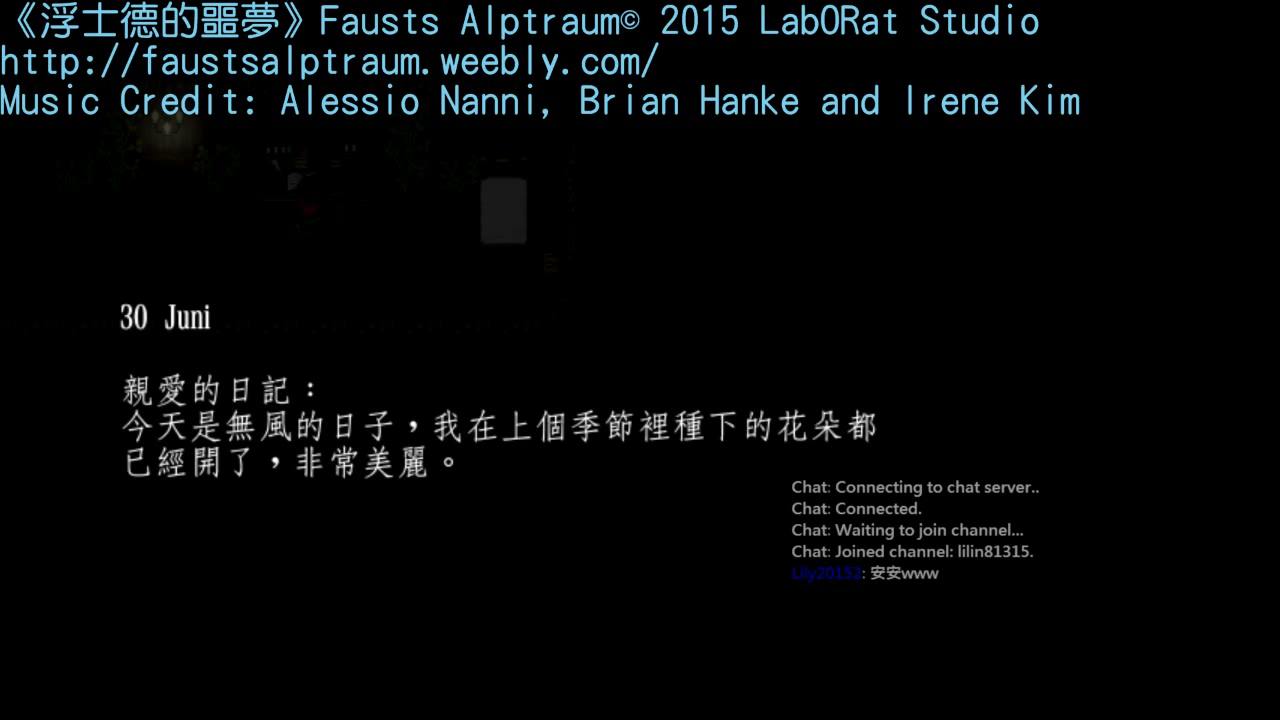 《浮士德的噩夢》Fausts Alptraum© 2015 LabORat Studio
http://faustsalptraum.weebly.com/
Music Credit: Alessio Nanni, Brian Hanke and Irene Kim
30 Juni
親愛的日記：
今天是無風的日子，我在上個季節裡種下的花朵都
已經開了，非常美麗。
Chat: Connecting to chat server..
Chat: Connected.
Chat: Waiting to join channel...
Chat: Joined channel: lilin81315.
Lily20152: 安安www